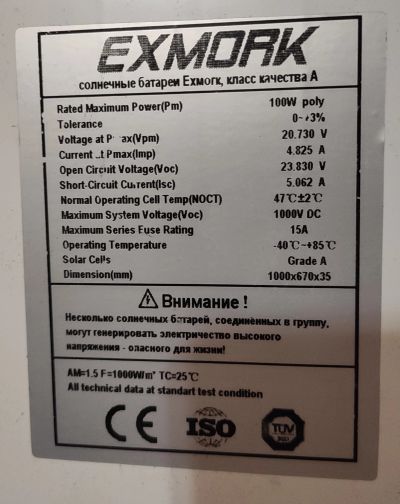 EXMORK
солнечные батареи Exмork, класс качества A
Rated Maximum Power(Pm) 100W poly
Tolerance 0~+3%
Voltage at Pmax(Vpm) 20.730 V
Current at Pmax(Imp) 4.825 A
Open Circuit Voltage(Voc) 23.830 V
Short-Circuit Current(Isc) 5.062 A
Normal Operating Cell Temp(NOCT) 47℃±2℃
Maximum System Voltage(Voc) 1000V DC
Maximum Series Fuse Rating 15A
Operating Temperature -40℃~+85℃
Solar Cells Grade A
Dimension(mm) 1000x670x35
Внимание !
Несколько солнечных батарей, соединённых в группу,
могут генерировать электричество высокого
напряжения - опасного для жизни!
AM=1.5 F=1000W/m² TC=25℃
All technical data at standart test condition
CE ISO TÜV